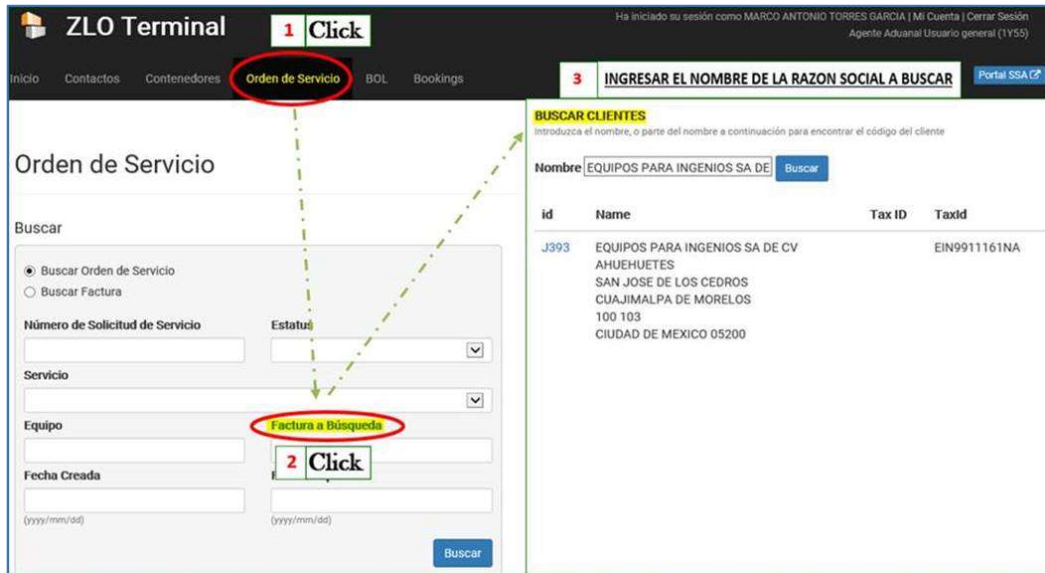 ZLO Terminal
1 Click
Ha iniciado su sesión como MARCO ANTONIO TORRES GARCIA | Mi Cuenta | Cerrar Sesión
Agente Aduanal Usuario general (1Y55)
Inicio Contactos Contenedores Orden de Servicio BOL Bookings
3 INGRESAR EL NOMBRE DE LA RAZON SOCIAL A BUSCAR
Portal SSA
Orden de Servicio
Buscar
Buscar Orden de Servicio
Buscar Factura
Número de Solicitud de Servicio Estatus
Servicio
Equipo Factura a Búsqueda
2 Click
Fecha Creada
(yyyy/mm/dd) (yyyy/mm/dd)
Buscar
BUSCAR CLIENTES
Introduzca el nombre, o parte del nombre a continuación para encontrar el código del cliente
Nombre EQUIPOS PARA INGENIOS SA DE Buscar
id Name Tax ID TaxId
J393 EQUIPOS PARA INGENIOS SA DE CV EIN9911161NA
AHUEHUETES
SAN JOSE DE LOS CEDROS
CUAJIMALPA DE MORELOS
100 103
CIUDAD DE MEXICO 05200